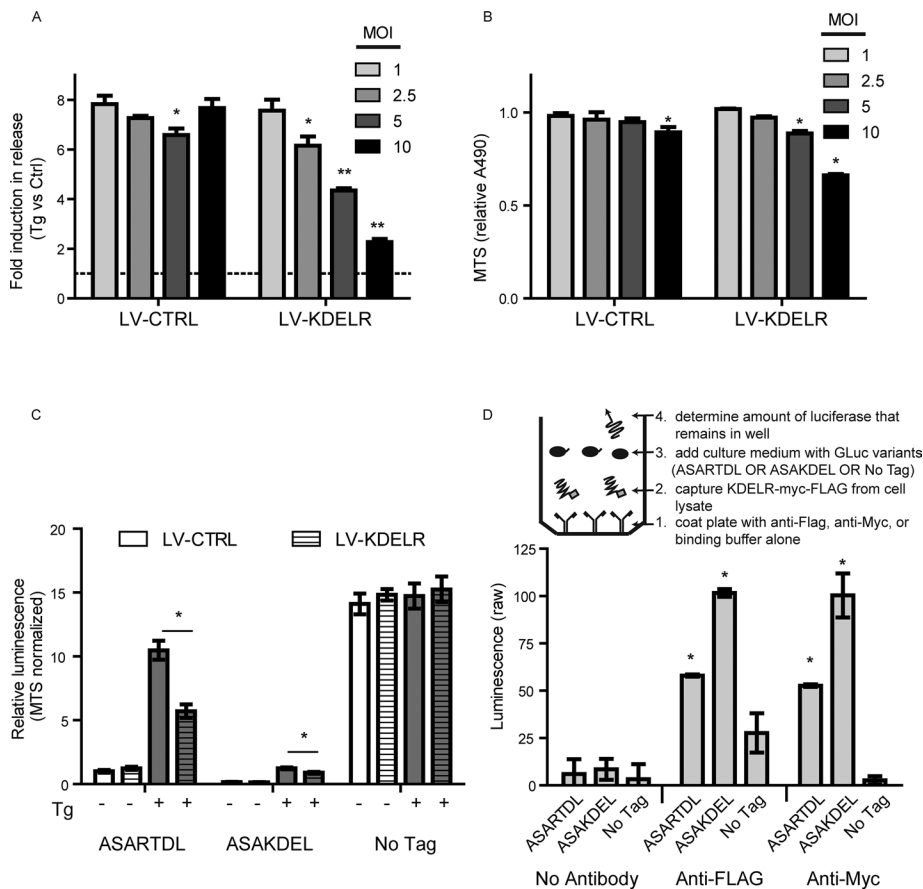 A
MOI
1
2.5
5
10
Fold induction in release
(Tg vs Ctrl)
8
6
4
2
0
*
*
**
**
LV-CTRL
LV-KDELR
B
MOI
1
2.5
5
10
MTS (relative A490)
1.0
0.5
0.0
*
*
*
LV-CTRL
LV-KDELR
C
LV-CTRL
LV-KDELR
Relative luminescence
(MTS normalized)
20
15
10
5
0
*
*
Tg - - + + - - + + - - + +
ASARTDL ASAKDEL No Tag
D
4. determine amount of luciferase that
remains in well
3. add culture medium with GLuc variants
(ASARTDL OR ASAKDEL OR No Tag)
2. capture KDELR-myc-FLAG from cell
lysate
1. coat plate with anti-Flag, anti-Myc, or
binding buffer alone
Luminescence (raw)
125
100
75
50
25
0
*
*
*
*
ASARTDL ASAKDEL No Tag ASARTDL ASAKDEL No Tag ASARTDL ASAKDEL No Tag
No Antibody Anti-FLAG Anti-Myc